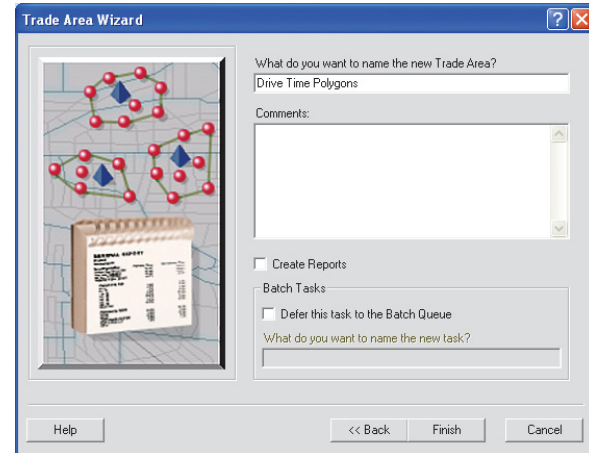 Trade Area Wizard
What do you want to name the new Trade Area?
Drive Time Polygons
Comments:
GENERAL REPORT
Create Reports
Batch Tasks
Defer this task to the Batch Queue
What do you want to name the new task?
Help
<< Back
Finish
Cancel